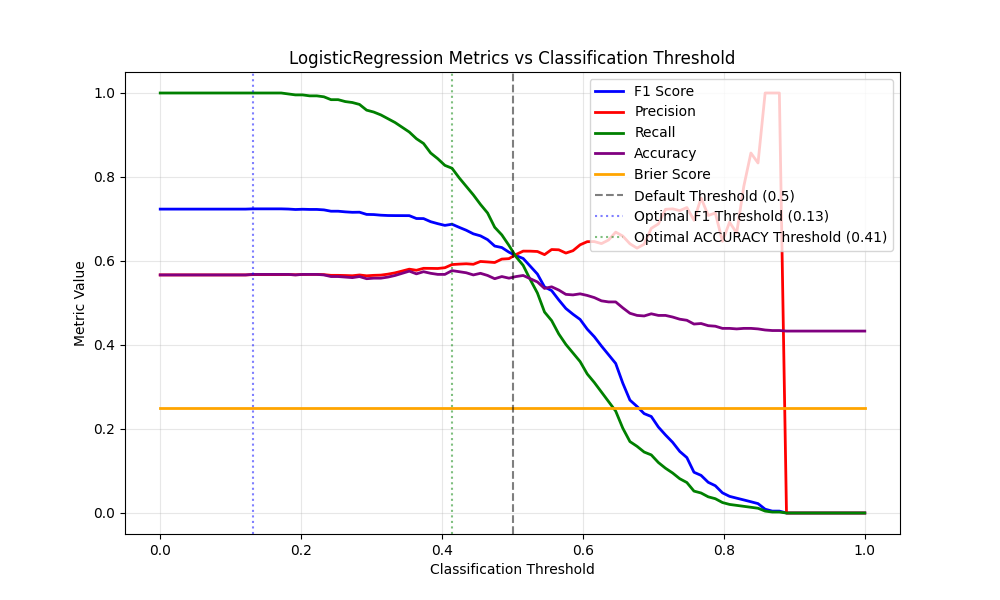 LogisticRegression Metrics vs Classification Threshold
F1 Score
Precision
Recall
Accuracy
Brier Score
Default Threshold (0.5)
Optimal F1 Threshold (0.13)
Optimal ACCURACY Threshold (0.41)
Metric Value
1.0
0.8
0.6
0.4
0.2
0.0
0.0 0.2 0.4 0.6 0.8 1.0
Classification Threshold